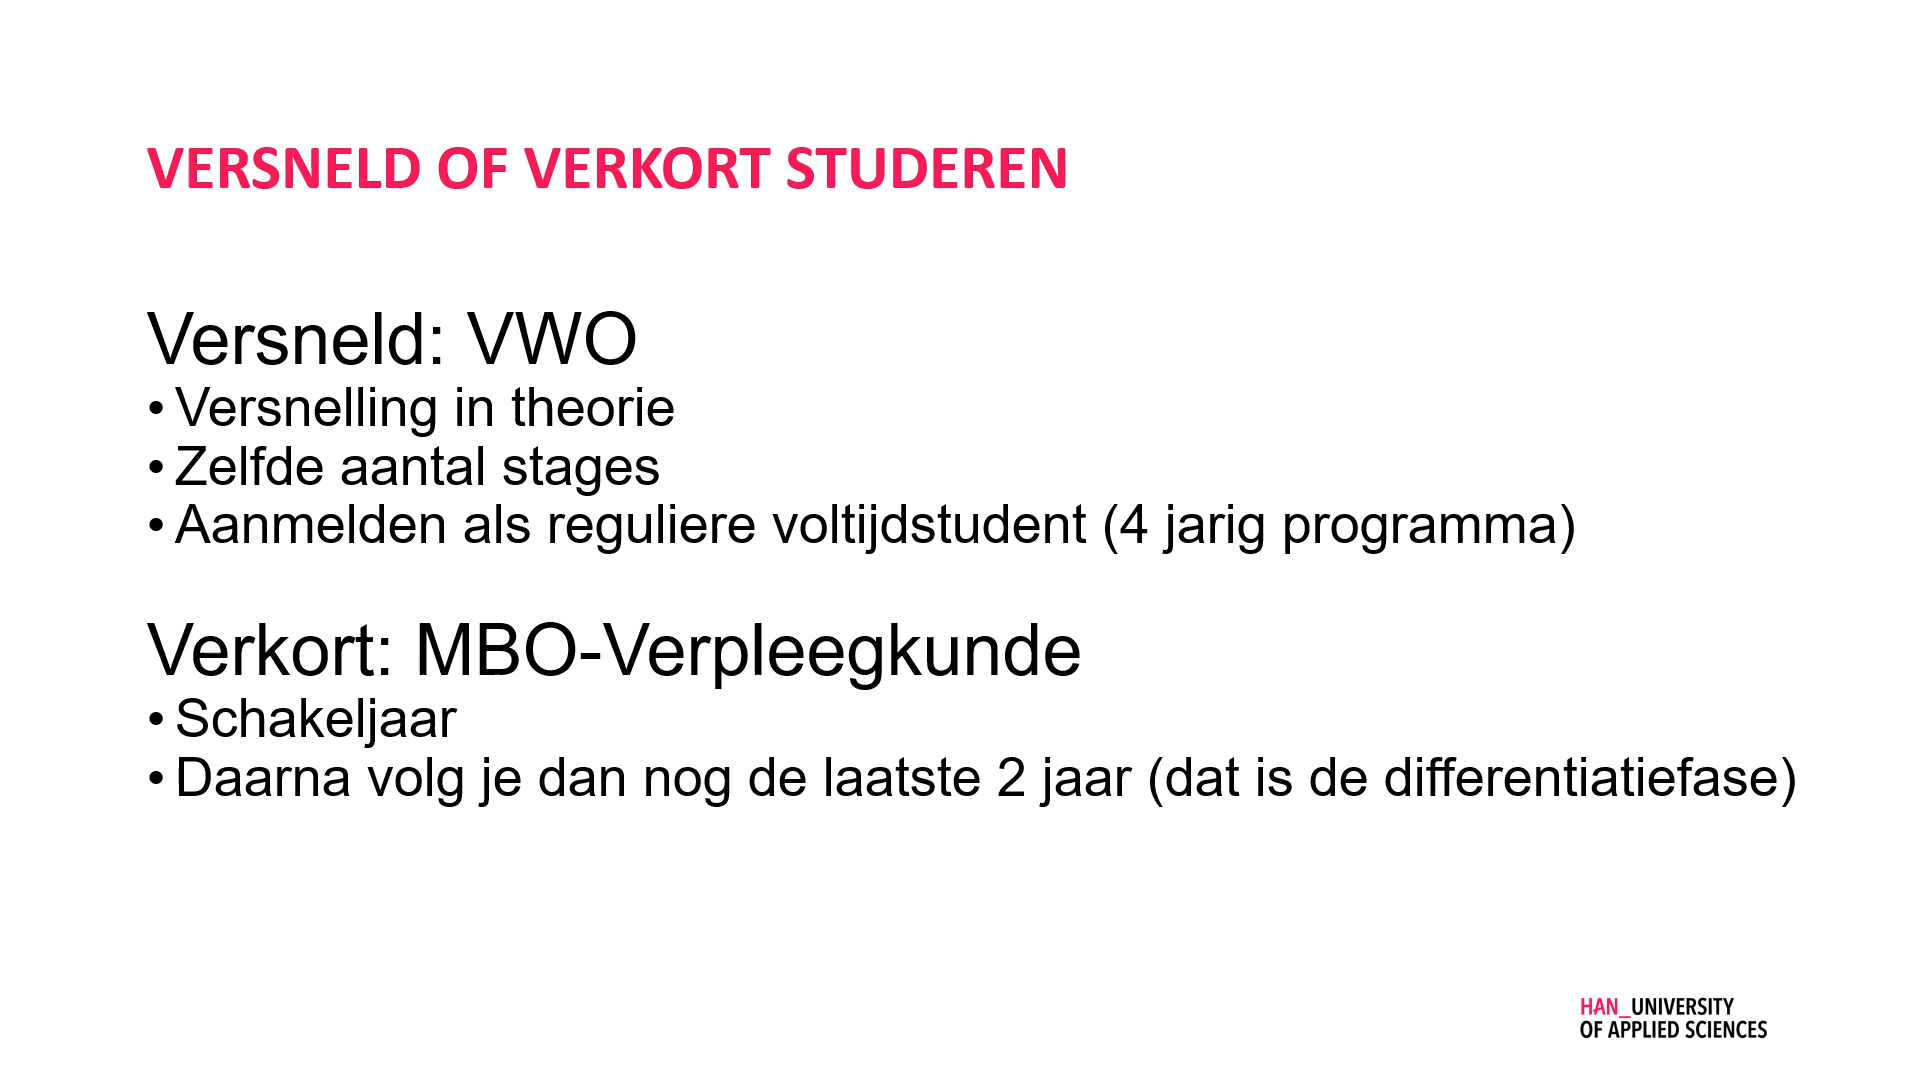 VERSNELD OF VERKORT STUDEREN
Versneld: VWO
• Versnelling in theorie
• Zelfde aantal stages
• Aanmelden als reguliere voltijdstudent (4 jarig programma)
Verkort: MBO-Verpleegkunde
• Schakeljaar
• Daarna volg je dan nog de laatste 2 jaar (dat is de differentiatiefase)
HAN_UNIVERSITY
OF APPLIED SCIENCES